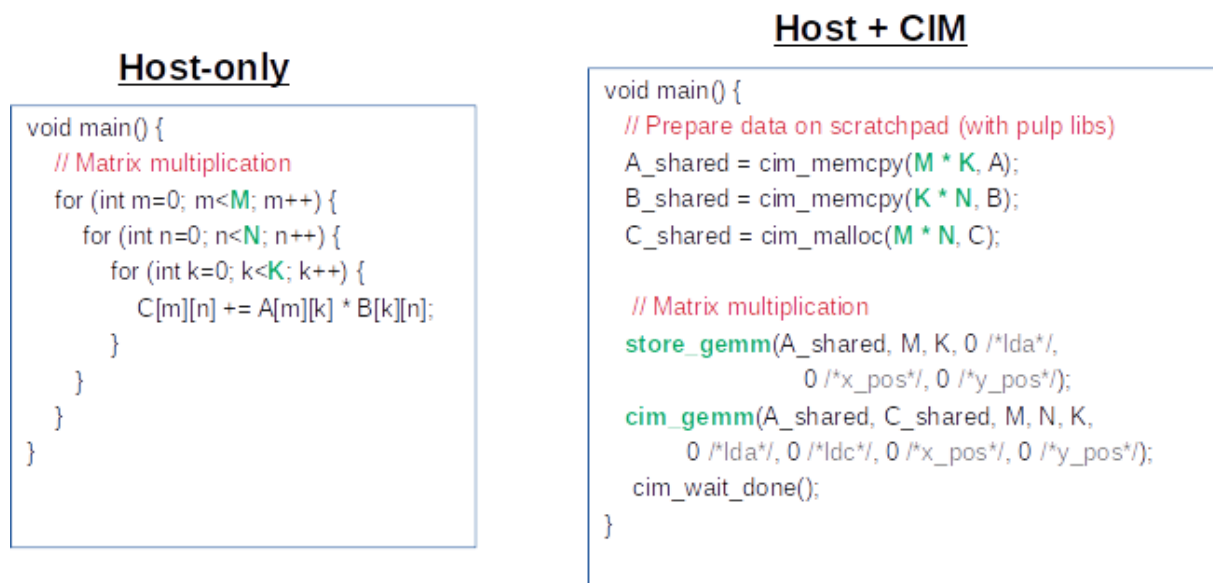 Host-only
void main() {
// Matrix multiplication
for (int m=0; m<M; m++) {
for (int n=0; n<N; n++) {
for (int k=0; k<K; k++) {
C[m][n] += A[m][k] * B[k][n];
}
}
}
}
Host + CIM
void main() {
// Prepare data on scratchpad (with pulp libs)
A_shared = cim_memcpy(M * K, A);
B_shared = cim_memcpy(K * N, B);
C_shared = cim_malloc(M * N, C);
// Matrix multiplication
store_gemm(A_shared, M, K, 0 /*lda*/,
0 /*x_pos*/, 0 /*y_pos*/);
cim_gemm(A_shared, C_shared, M, N, K,
0 /*lda*/, 0 /*ldc*/, 0 /*x_pos*/, 0 /*y_pos*/);
cim_wait_done();
}